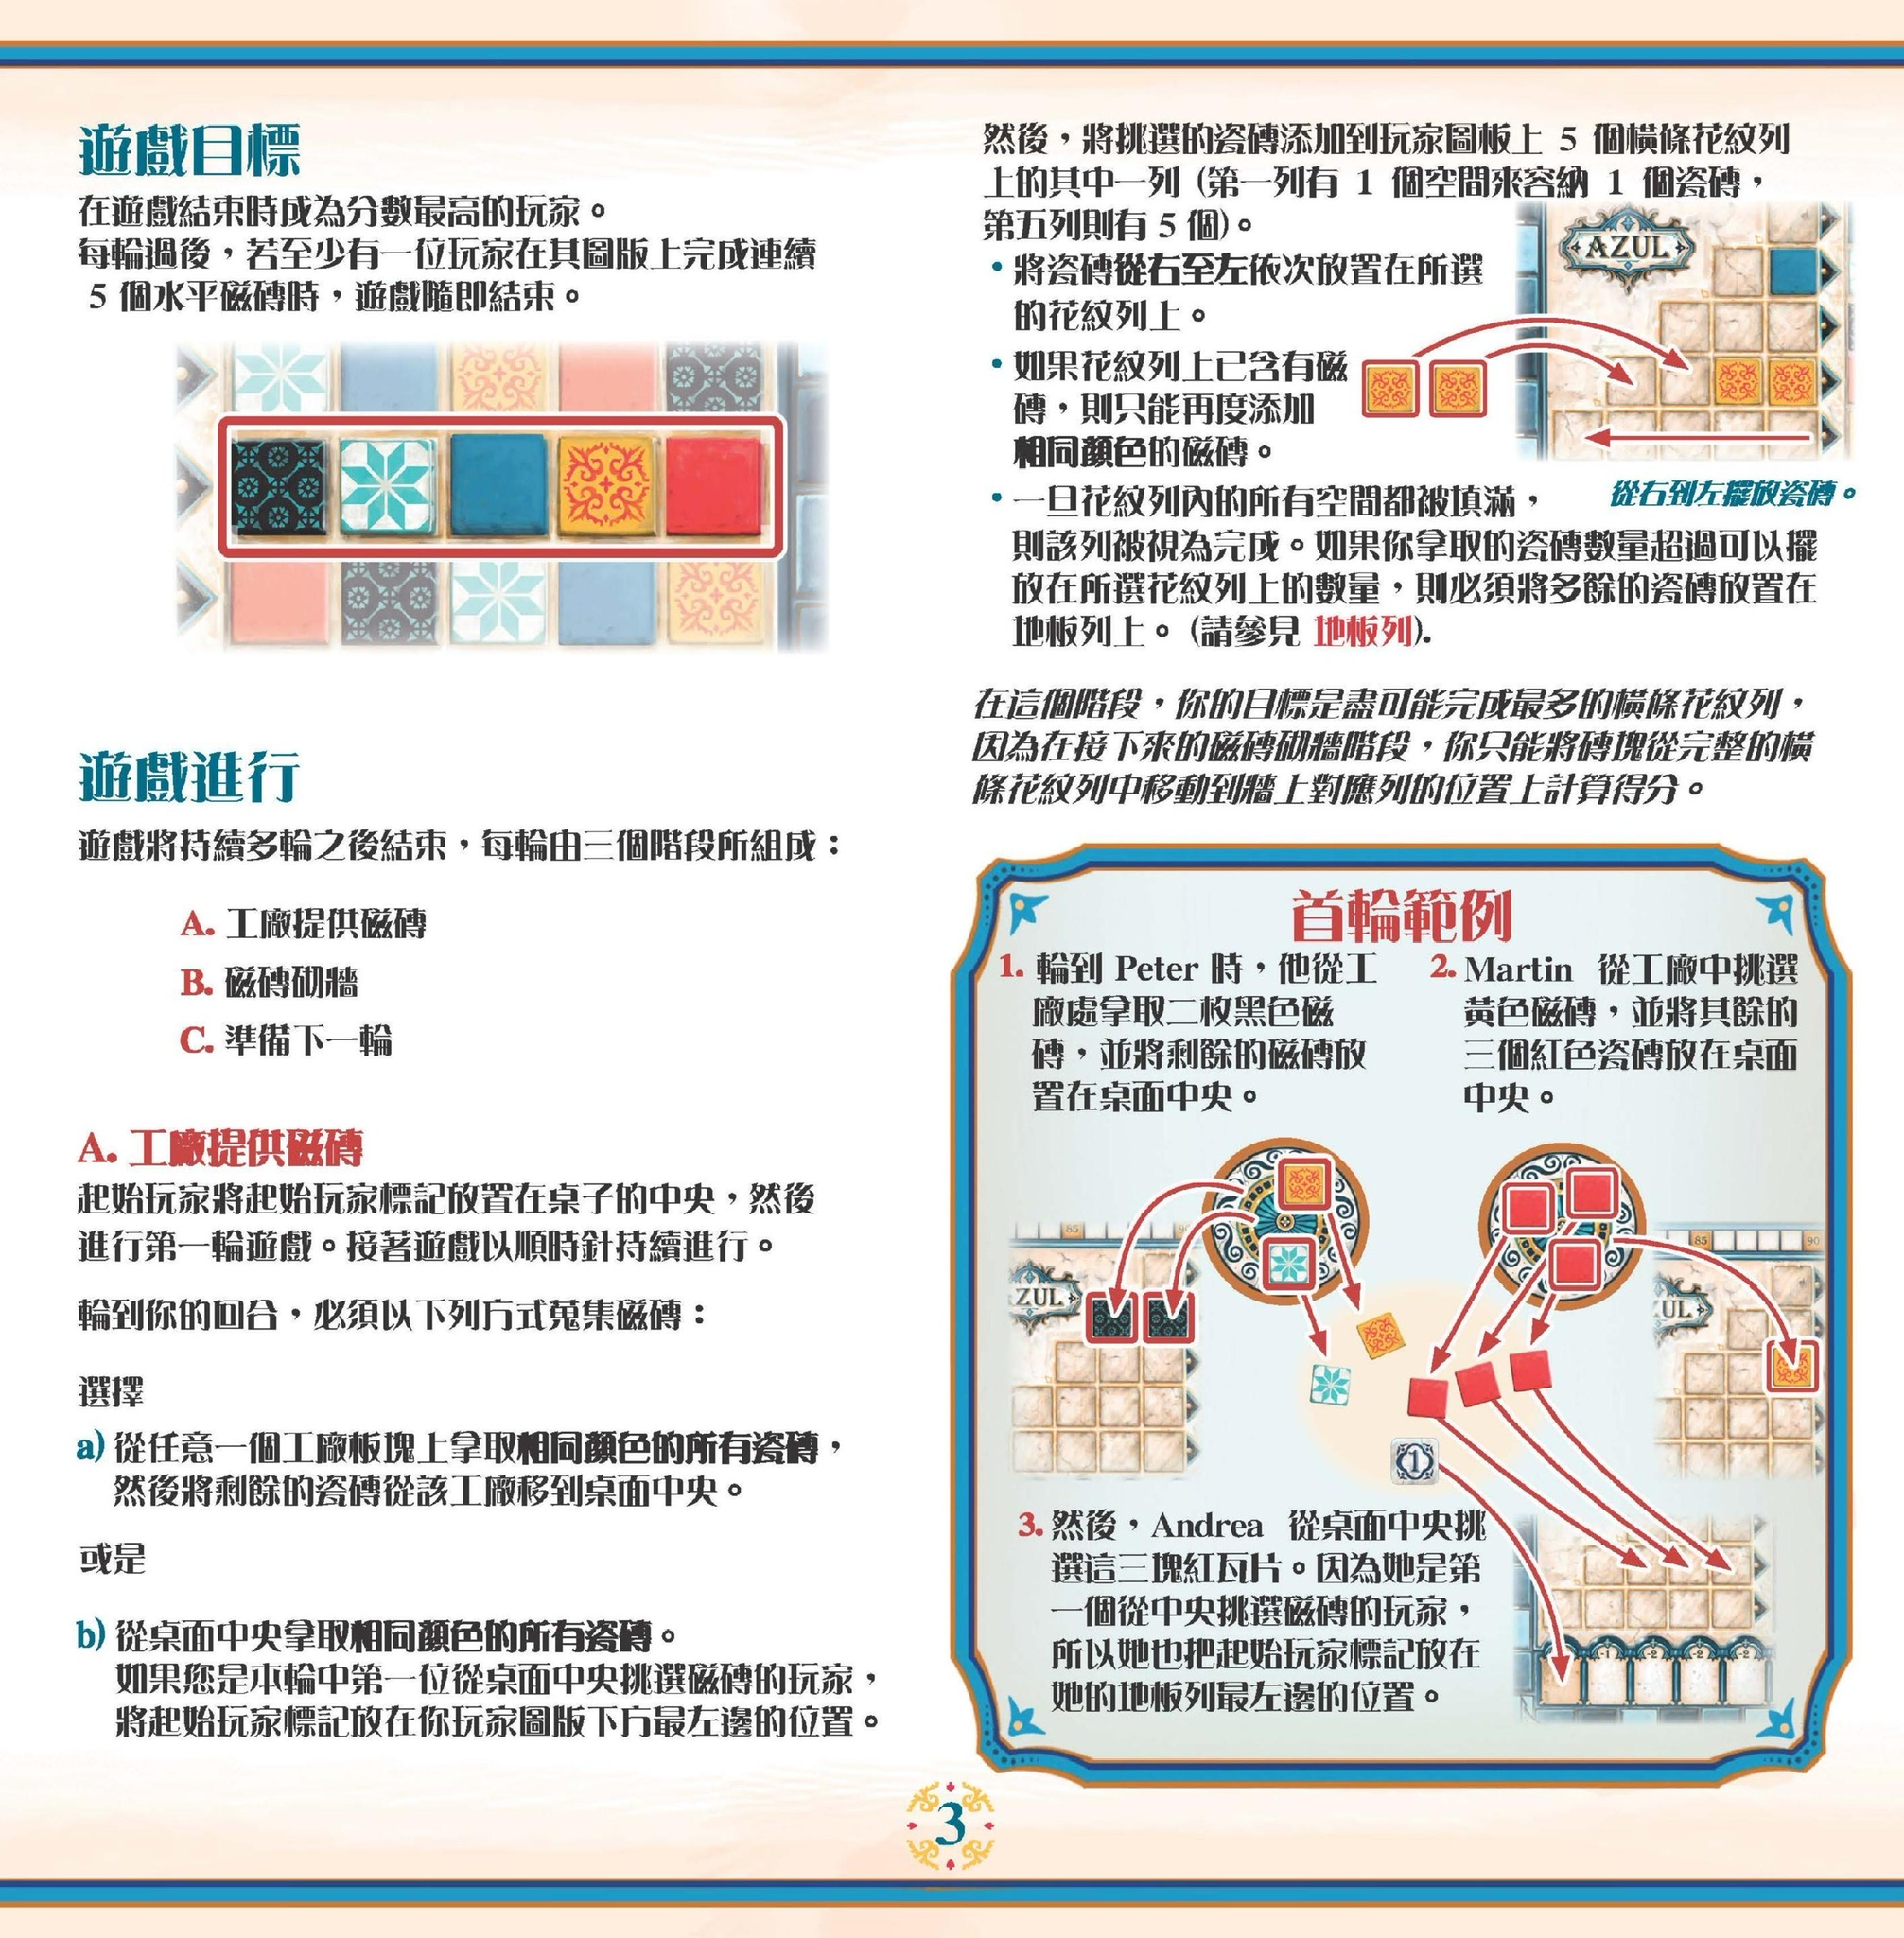 遊戲目標
在遊戲結束時成為分數最高的玩家。
每輪過後，若至少有一位玩家在其圖版上完成連續
5 個水平磁磚時，遊戲隨即結束。
遊戲進行
遊戲將持續多輪之後結束，每輪由三個階段所組成：
A. 工廠提供磁磚
B. 磁磚砌牆
C. 準備下一輪
A. 工廠提供磁磚
起始玩家將起始玩家標記放置在桌子的中央，然後
進行第一輪遊戲。接著遊戲以順時針持續進行。
輪到你的回合，必須以下列方式蒐集磁磚：
選擇
a) 從任意一個工廠板塊上拿取相同顏色的所有瓷磚，
然後將剩餘的瓷磚從該工廠移到桌面中央。
或是
b) 從桌面中央拿取相同顏色的所有瓷磚。
如果您是本輪中第一位從桌面中央挑選磁磚的玩家，
將起始玩家標記放在你玩家圖版下方最左邊的位置。
然後，將挑選的瓷磚添加到玩家圖板上 5 個橫條花紋列
上的其中一列 (第一列有 1 個空間來容納 1 個瓷磚，
第五列則有 5 個)。
AZUL
• 將瓷磚從右至左依次放置在所選
的花紋列上。
• 如果花紋列上已含有磁
磚，則只能再度添加
相同顏色的磁磚。
從右到左擺放瓷磚。
• 一旦花紋列內的所有空間都被填滿，
則該列被視為完成。如果你拿取的瓷磚數量超過可以擺
放在所選花紋列上的數量，則必須將多餘的瓷磚放置在
地板列上。 (請參見 地板列).
在這個階段，你的目標是盡可能完成最多的橫條花紋列，
因為在接下來的磁磚砌牆階段，你只能將磚塊從完整的橫
條花紋列中移動到牆上對應列的位置上計算得分。
首輪範例
1. 輪到 Peter 時，他從工
廠處拿取二枚黑色磁
磚，並將剩餘的磁磚放
置在桌面中央。
2. Martin 從工廠中挑選
黃色磁磚，並將其餘的
三個紅色瓷磚放在桌面
中央。
85
85
90
ZUL
UL
1
3. 然後，Andrea 從桌面中央挑
選這三塊紅瓦片。因為她是第
一個從中央挑選磁磚的玩家，
所以她也把起始玩家標記放在
她的地板列最左邊的位置。
-1 -2 -2 -2
3